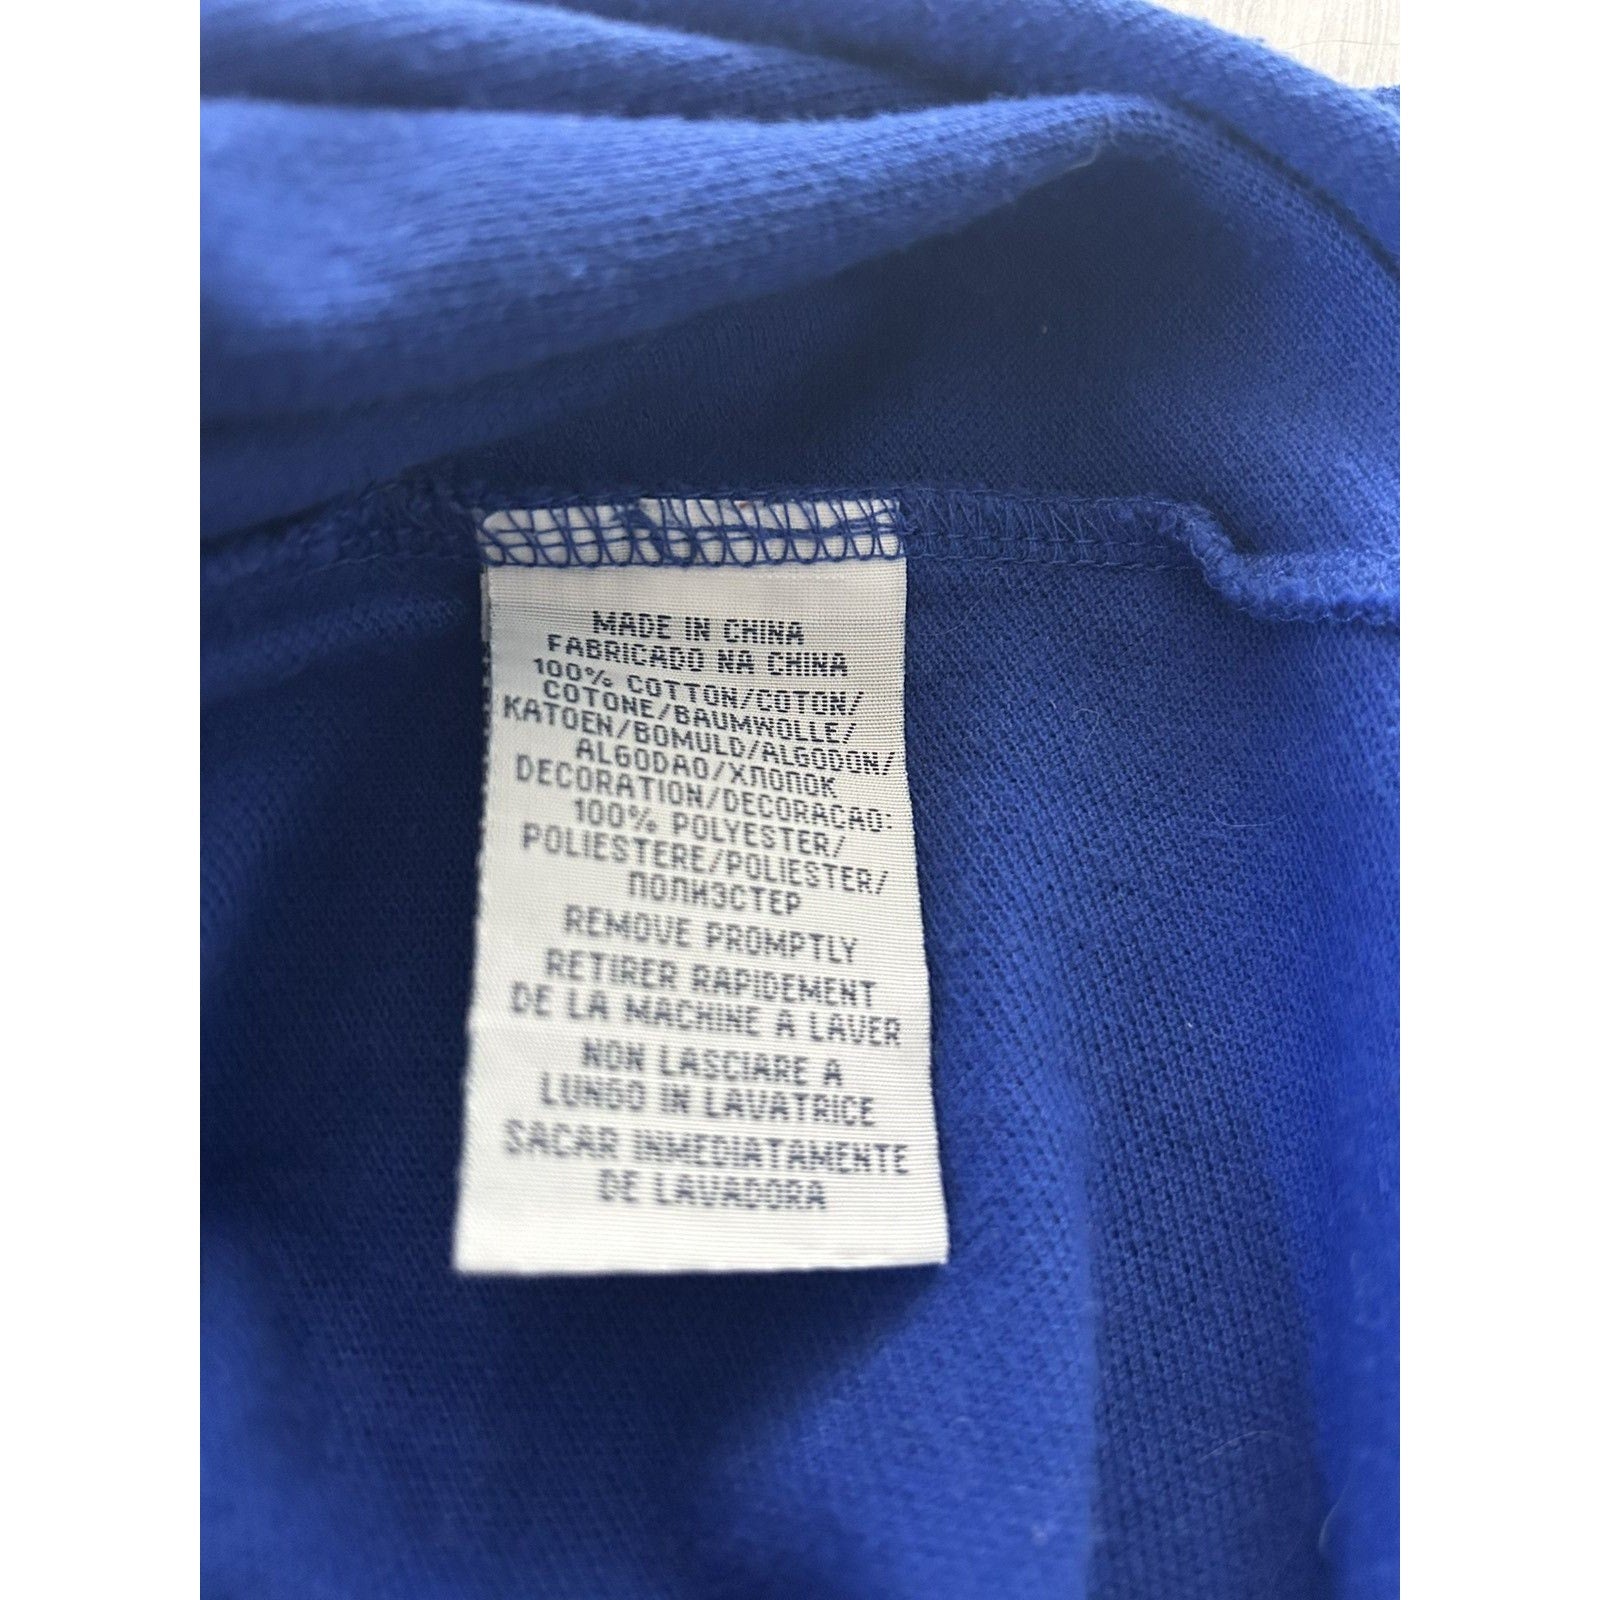 MADE IN CHINA
FABRICADO NA CHINA
100% COTTON/COTON/
COTONE/BAUMWOLLE/
KATOEN/BOMULD/ALGODON/
ALGODAO/ХЛОПОК
DECORATION/DECORACAO:
100% POLYESTER/
POLIESTERE/POLIESTER/
ПОЛИЭСТЕР
REMOVE PROMPTLY
RETIRER RAPIDEMENT
DE LA MACHINE A LAVER
NON LASCIARE A
LUNGO IN LAVATRICE
SACAR INMEDIATAMENTE
DE LAVADORA